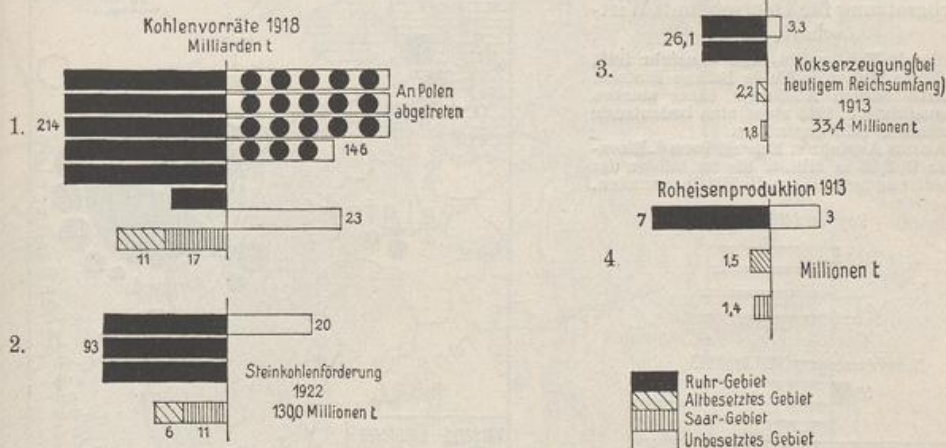 Kohlenvorräte 1918
Milliarden t
1.
214
An Polen
abgetreten
146
23
11 17
2.
93
20
Steinkohlenförderung
1922
130,0 Millionen t
6 11
3.
26,1
3,3
2,2
1,8
Kokserzeugung (bei
heutigem Reichsumfang)
1913
33,4 Millionen t
Roheisenproduktion 1913
7
3
4.
1,5
Millionen t
1,4
Ruhr-Gebiet
Altbesetztes Gebiet
Saar-Gebiet
Unbesetztes Gebiet